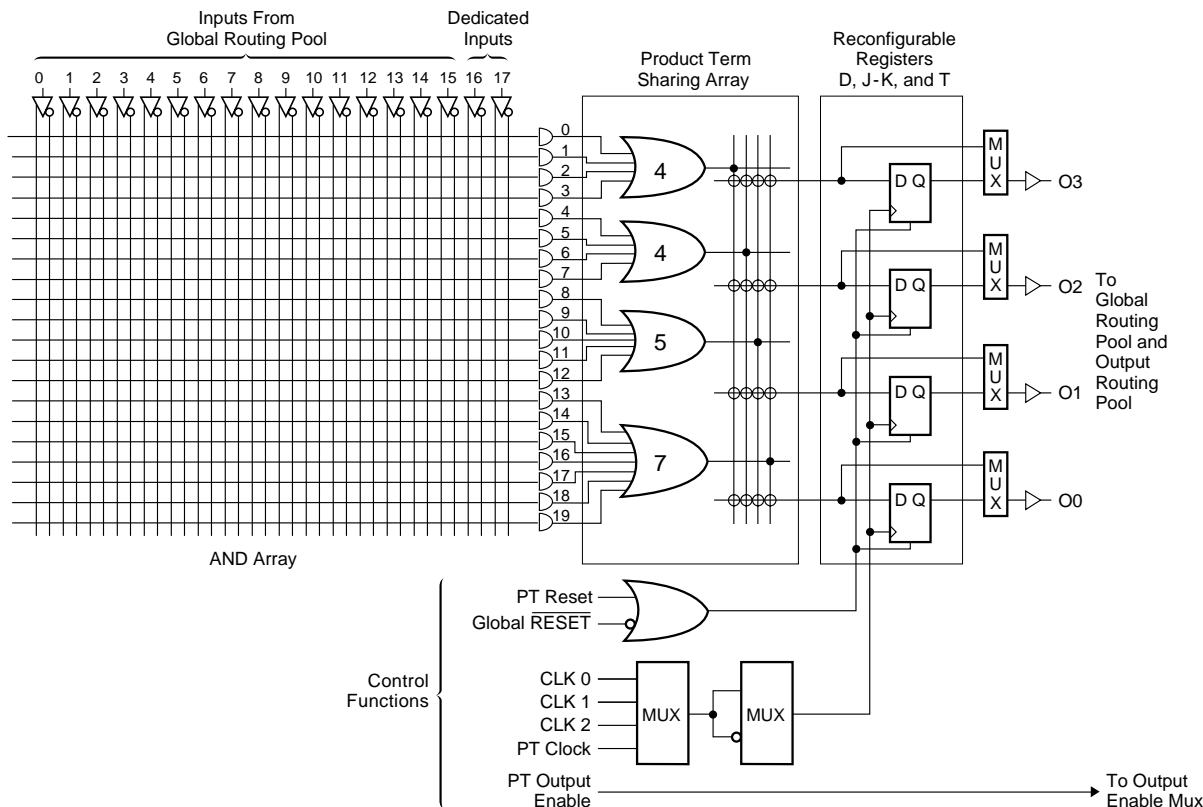 Inputs From
Global Routing Pool
Dedicated
Inputs
0 1 2 3 4 5 6 7 8 9 10 11 12 13 14 15 16 17
Product Term
Sharing Array
Reconfigurable
Registers
D, J-K, and T
0
1
2
3
4
5
6
7
8
9
10
11
12
13
14
15
16
17
18
19
4
4
5
7
D Q
MUX
O3
D Q
MUX
O2
D Q
MUX
O1
D Q
MUX
O0
To
Global
Routing
Pool and
Output
Routing
Pool
AND Array
Control
Functions
PT Reset
Global RESET
CLK 0
CLK 1
CLK 2
PT Clock
MUX
MUX
PT Output
Enable
To Output
Enable Mux